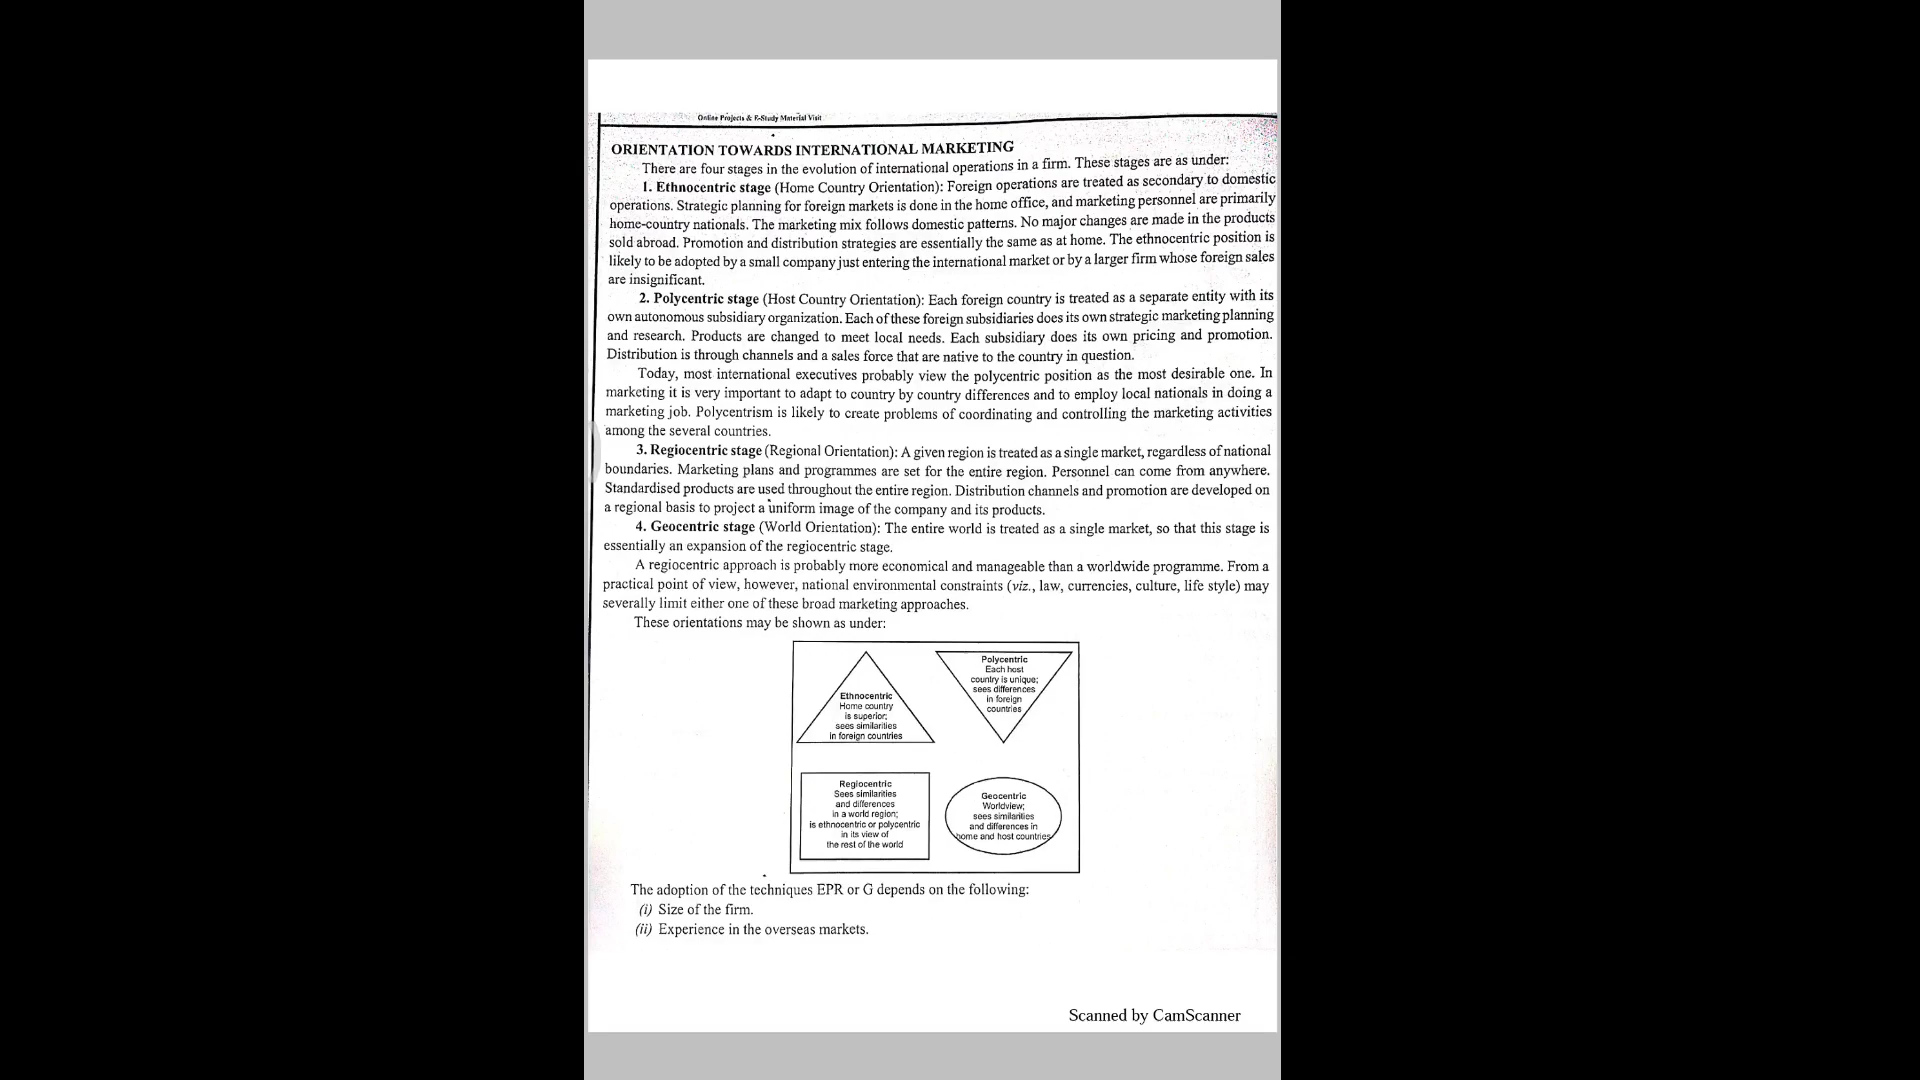 Online Projects & E-Study Material Visit
ORIENTATION TOWARDS INTERNATIONAL MARKETING
There are four stages in the evolution of international operations in a firm. These stages are as under:
1. Ethnocentric stage (Home Country Orientation): Foreign operations are treated as secondary to domestic
operations. Strategic planning for foreign markets is done in the home office, and marketing personnel are primarily
home-country nationals. The marketing mix follows domestic patterns. No major changes are made in the products
sold abroad. Promotion and distribution strategies are essentially the same as at home. The ethnocentric position is
likely to be adopted by a small company just entering the international market or by a larger firm whose foreign sales
are insignificant.
2. Polycentric stage (Host Country Orientation): Each foreign country is treated as a separate entity with its
own autonomous subsidiary organization. Each of these foreign subsidiaries does its own strategic marketing planning
and research. Products are changed to meet local needs. Each subsidiary does its own pricing and promotion.
Distribution is through channels and a sales force that are native to the country in question.
Today, most international executives probably view the polycentric position as the most desirable one. In
marketing it is very important to adapt to country by country differences and to employ local nationals in doing a
marketing job. Polycentrism is likely to create problems of coordinating and controlling the marketing activities
among the several countries.
3. Regiocentric stage (Regional Orientation): A given region is treated as a single market, regardless of national
boundaries. Marketing plans and programmes are set for the entire region. Personnel can come from anywhere.
Standardised products are used throughout the entire region. Distribution channels and promotion are developed on
a regional basis to project a uniform image of the company and its products.
4. Geocentric stage (World Orientation): The entire world is treated as a single market, so that this stage is
essentially an expansion of the regiocentric stage.
A regiocentric approach is probably more economical and manageable than a worldwide programme. From a
practical point of view, however, national environmental constraints (viz., law, currencies, culture, life style) may
severally limit either one of these broad marketing approaches.
These orientations may be shown as under:
Ethnocentric
Home country
is superior;
sees similarities
in foreign countries
Polycentric
Each host
country is unique;
sees differences
in foreign
countries
Regiocentric
Sees similarities
and differences
in a world region;
is ethnocentric or polycentric
in its view of
the rest of the world
Geocentric
Worldview;
sees similarities
and differences in
home and host countries
The adoption of the techniques EPR or G depends on the following:
(i) Size of the firm.
(ii) Experience in the overseas markets.
Scanned by CamScanner